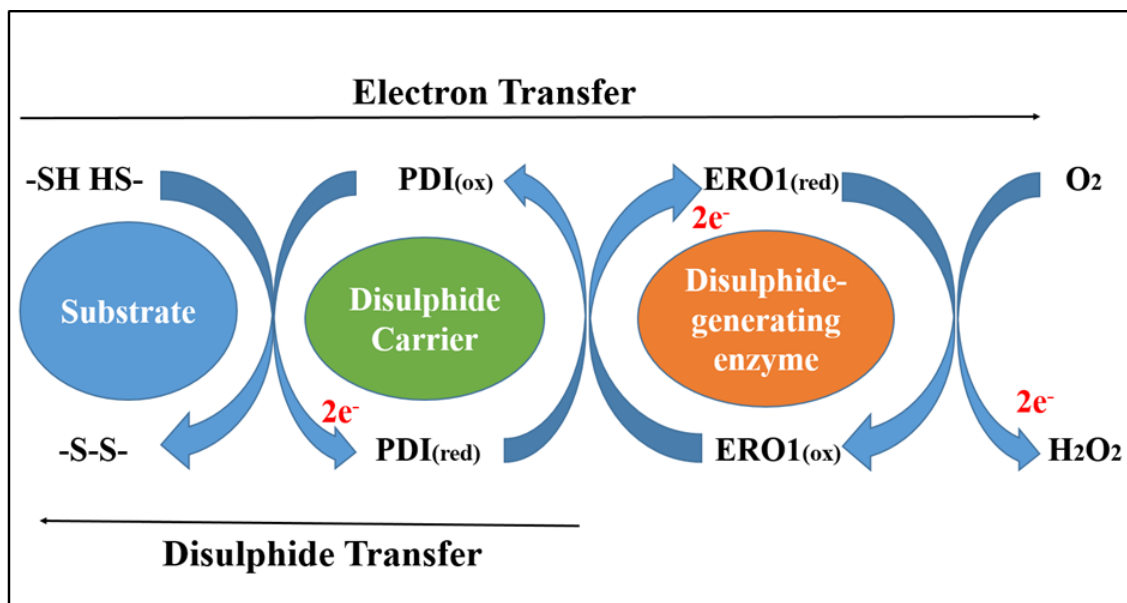 Electron Transfer
-SH HS- PDI(ox) ERO1(red) O₂
2e⁻
Substrate
Disulphide
Carrier
Disulphide-
generating
enzyme
2e⁻ 2e⁻
-S-S- PDI(red) ERO1(ox) H₂O₂
Disulphide Transfer